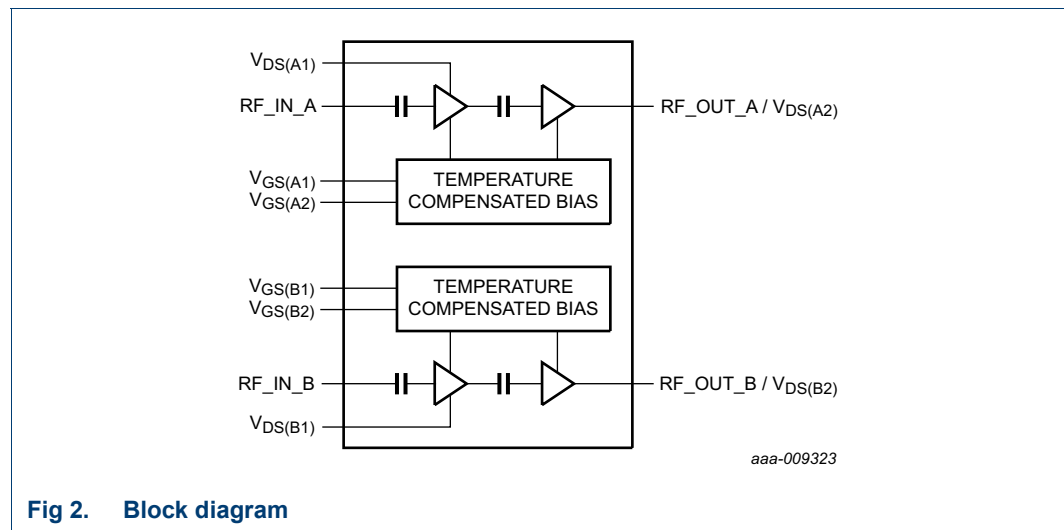 VDS(A1)
RF_IN_A
RF_OUT_A / VDS(A2)
VGS(A1)
VGS(A2)
TEMPERATURE
COMPENSATED BIAS
VGS(B1)
VGS(B2)
TEMPERATURE
COMPENSATED BIAS
RF_IN_B
RF_OUT_B / VDS(B2)
VDS(B1)
aaa-009323
Fig 2. Block diagram